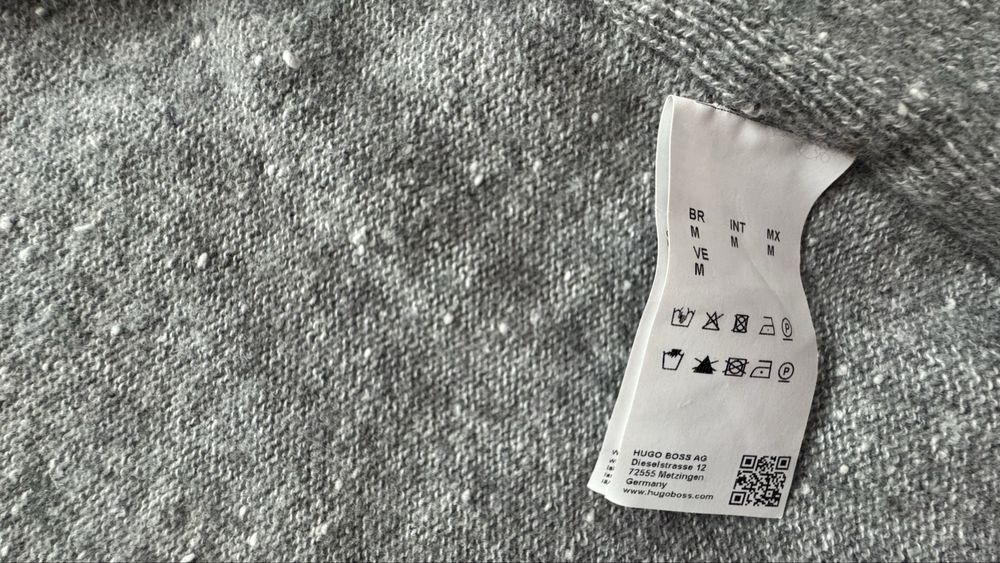 BR INT MX
M M M
VE
M
P
P
HUGO BOSS AG
Dieselstrasse 12
72555 Metzingen
Germany
www.hugoboss.com